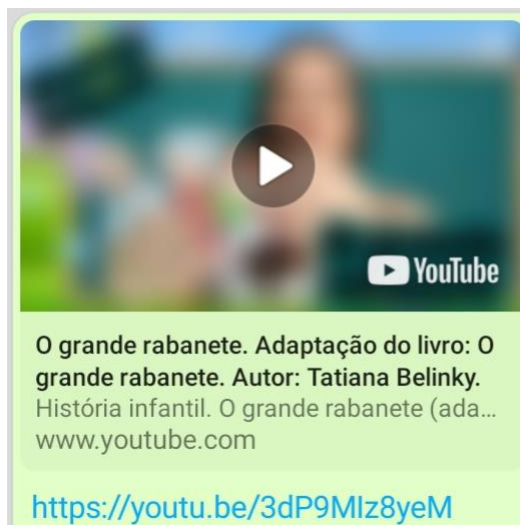 YouTube
O grande rabanete. Adaptação do livro: O
grande rabanete. Autor: Tatiana Belinky.
História infantil. O grande rabanete (ada...
www.youtube.com
https://youtu.be/3dP9MIz8yeM